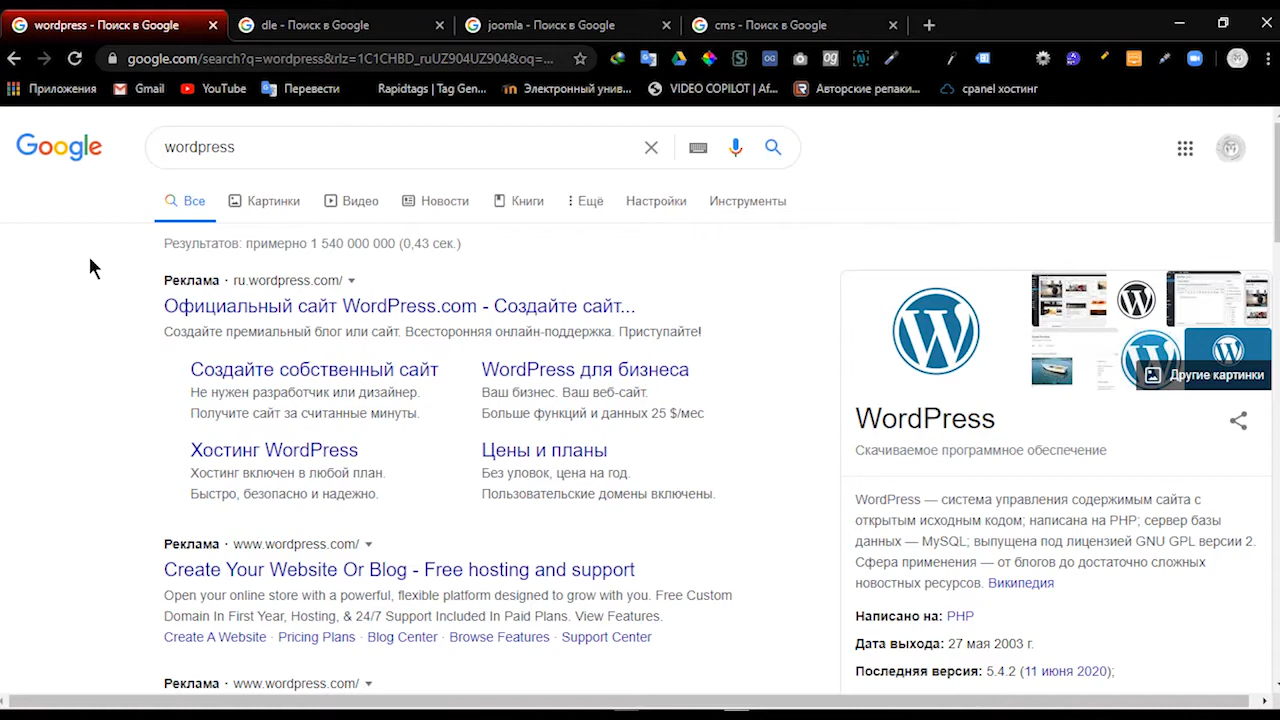 wordpress - Поиск в Google
dle - Поиск в Google
joomla - Поиск в Google
cms - Поиск в Google
google.com/search?q=wordpress&rlz=1C1CHBD_ruUZ904UZ904&oq=...
Приложения
Gmail
YouTube
Перевести
Rapidtags | Tag Gen...
Электронный унив...
VIDEO COPILOT | Af...
Авторские репаки...
cpanel хостинг
Google
wordpress
Все
Картинки
Видео
Новости
Книги
Ещё
Настройки
Инструменты
Результатов: примерно 1 540 000 000 (0,43 сек.)
Реклама · ru.wordpress.com/
Официальный сайт WordPress.com - Создайте сайт...
Создайте премиальный блог или сайт. Всесторонняя онлайн-поддержка. Приступайте!
Создайте собственный сайт
Не нужен разработчик или дизайнер.
Получите сайт за считанные минуты.
WordPress для бизнеса
Ваш бизнес. Ваш веб-сайт.
Больше функций и данных 25 $/мес
Хостинг WordPress
Хостинг включен в любой план.
Быстро, безопасно и надежно.
Цены и планы
Без уловок, цена на год.
Пользовательские домены включены.
Реклама · www.wordpress.com/
Create Your Website Or Blog - Free hosting and support
Open your online store with a powerful, flexible platform designed to grow with you. Free Custom
Domain In First Year, Hosting, & 24/7 Support Included In Paid Plans. View Features.
Create A Website · Pricing Plans · Blog Center · Browse Features · Support Center
Реклама · www.wordpress.com/
Другие картинки
WordPress
Скачиваемое программное обеспечение
WordPress — система управления содержимым сайта с
открытым исходным кодом; написана на PHP; сервер базы
данных — MySQL; выпущена под лицензией GNU GPL версии 2.
Сфера применения — от блогов до достаточно сложных
новостных ресурсов. Википедия
Написано на: PHP
Дата выхода: 27 мая 2003 г.
Последняя версия: 5.4.2 (11 июня 2020);